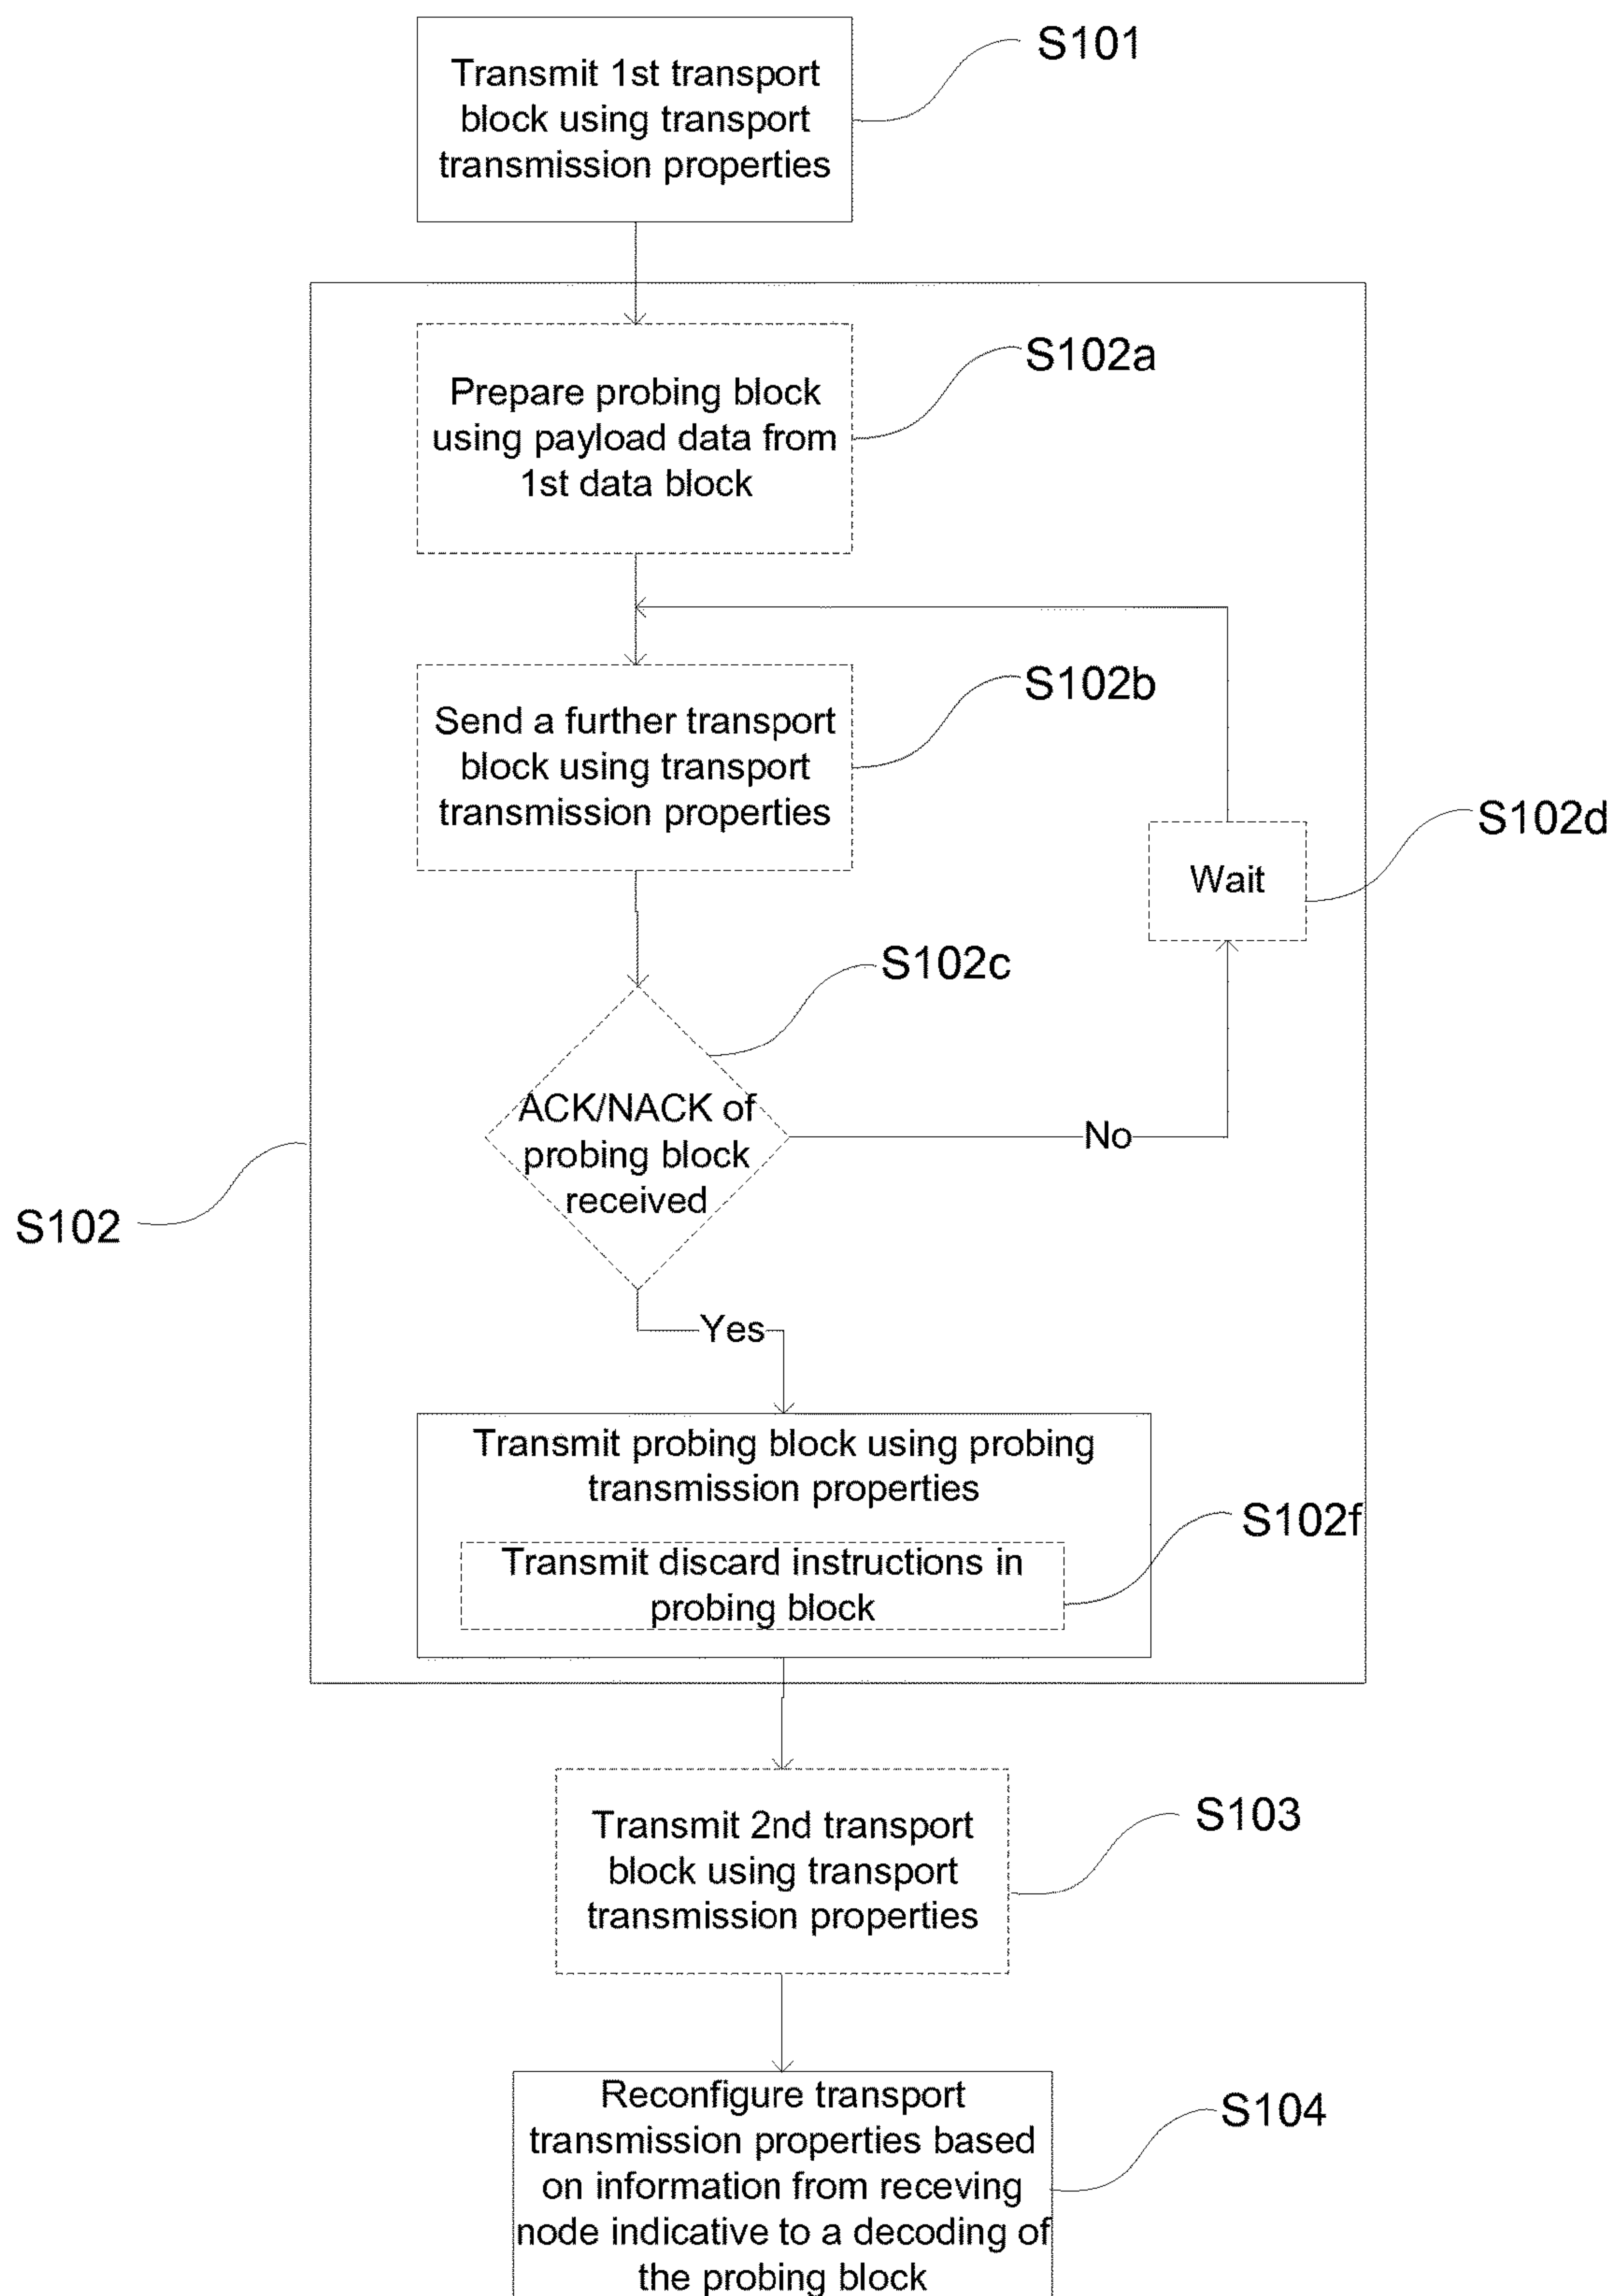 Transmit 1st transport
block using transport
transmission properties
S101
Prepare probing block
using payload data from
1st data block
S102a
Send a further transport
block using transport
transmission properties
S102b
Wait
S102d
ACK/NACK of
probing block
received
S102c
No
S102
Yes
Transmit probing block using probing
transmission properties
Transmit discard instructions in
probing block
S102f
Transmit 2nd transport
block using transport
transmission properties
S103
Reconfigure transport
transmission properties based
on information from receving
node indicative to a decoding of
the probing block
S104